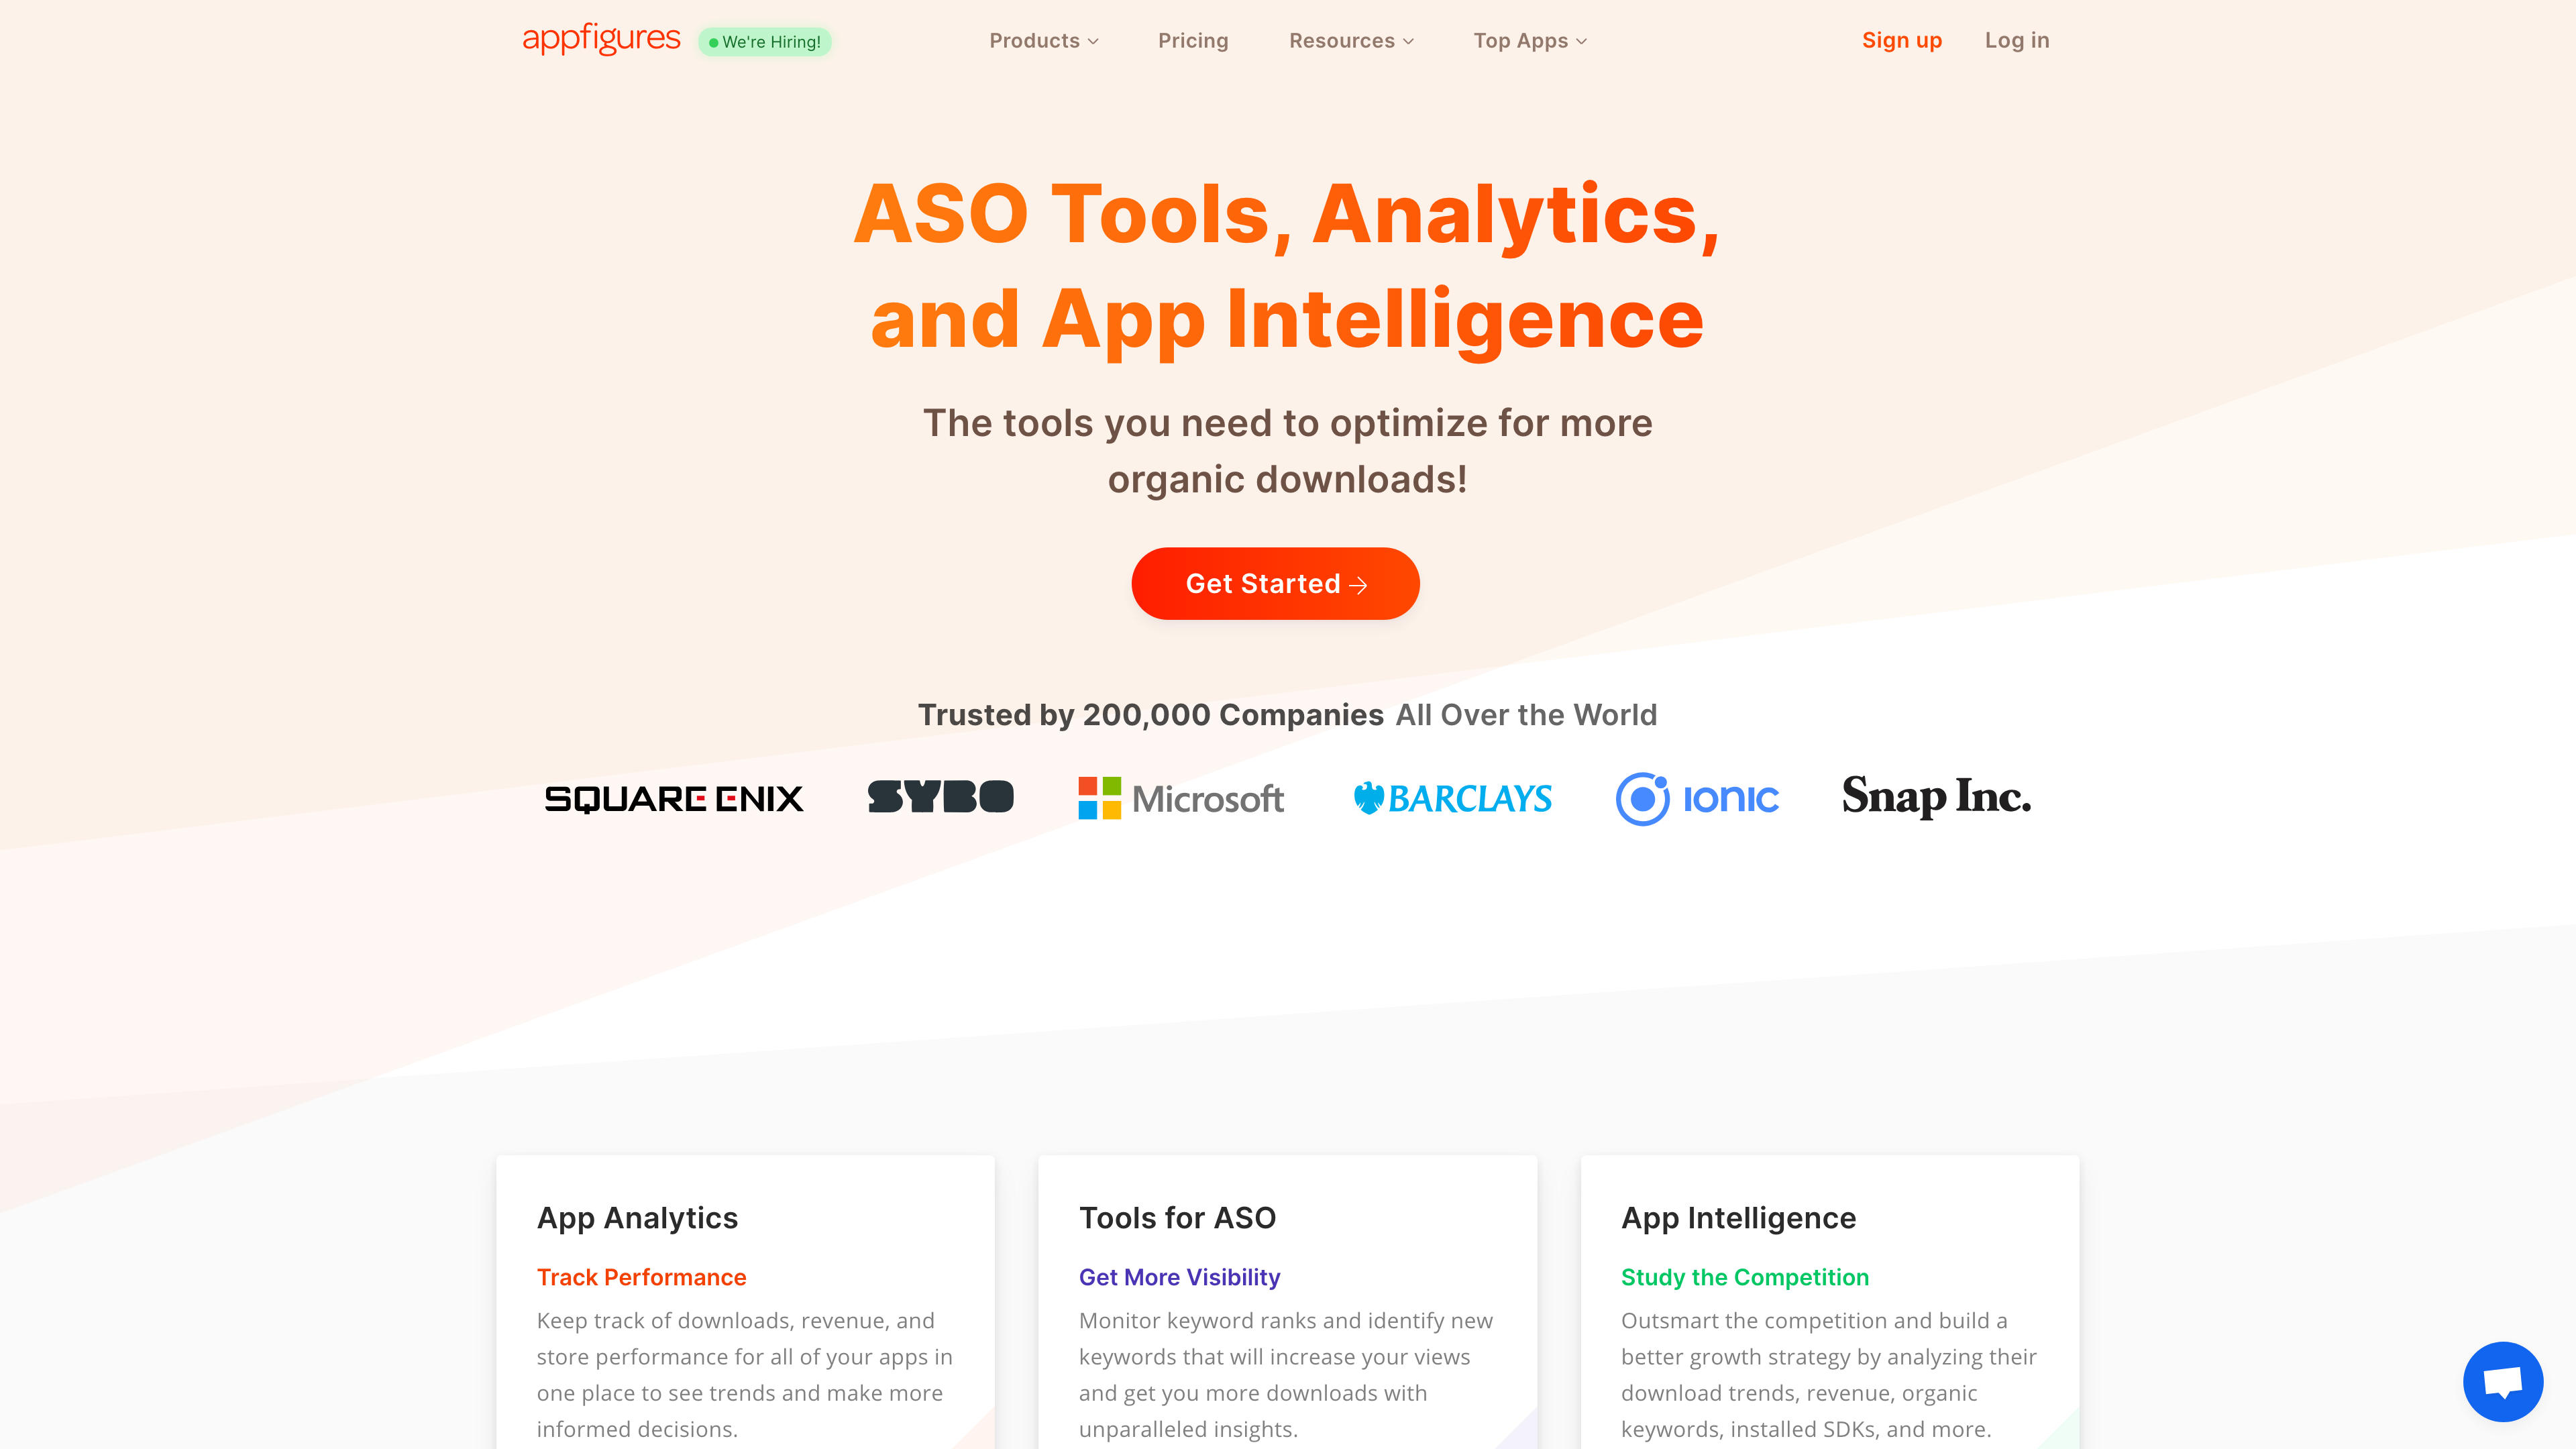 appfigures
We're Hiring!
Products
Pricing
Resources
Top Apps
Sign up
Log in
ASO Tools, Analytics,
and App Intelligence
The tools you need to optimize for more
organic downloads!
Get Started
Trusted by 200,000 Companies All Over the World
SQUARE ENIX
SYBO
Microsoft
BARCLAYS
ionic
Snap Inc.
App Analytics
Track Performance
Keep track of downloads, revenue, and
store performance for all of your apps in
one place to see trends and make more
informed decisions.
Tools for ASO
Get More Visibility
Monitor keyword ranks and identify new
keywords that will increase your views
and get you more downloads with
unparalleled insights.
App Intelligence
Study the Competition
Outsmart the competition and build a
better growth strategy by analyzing their
download trends, revenue, organic
keywords, installed SDKs, and more.